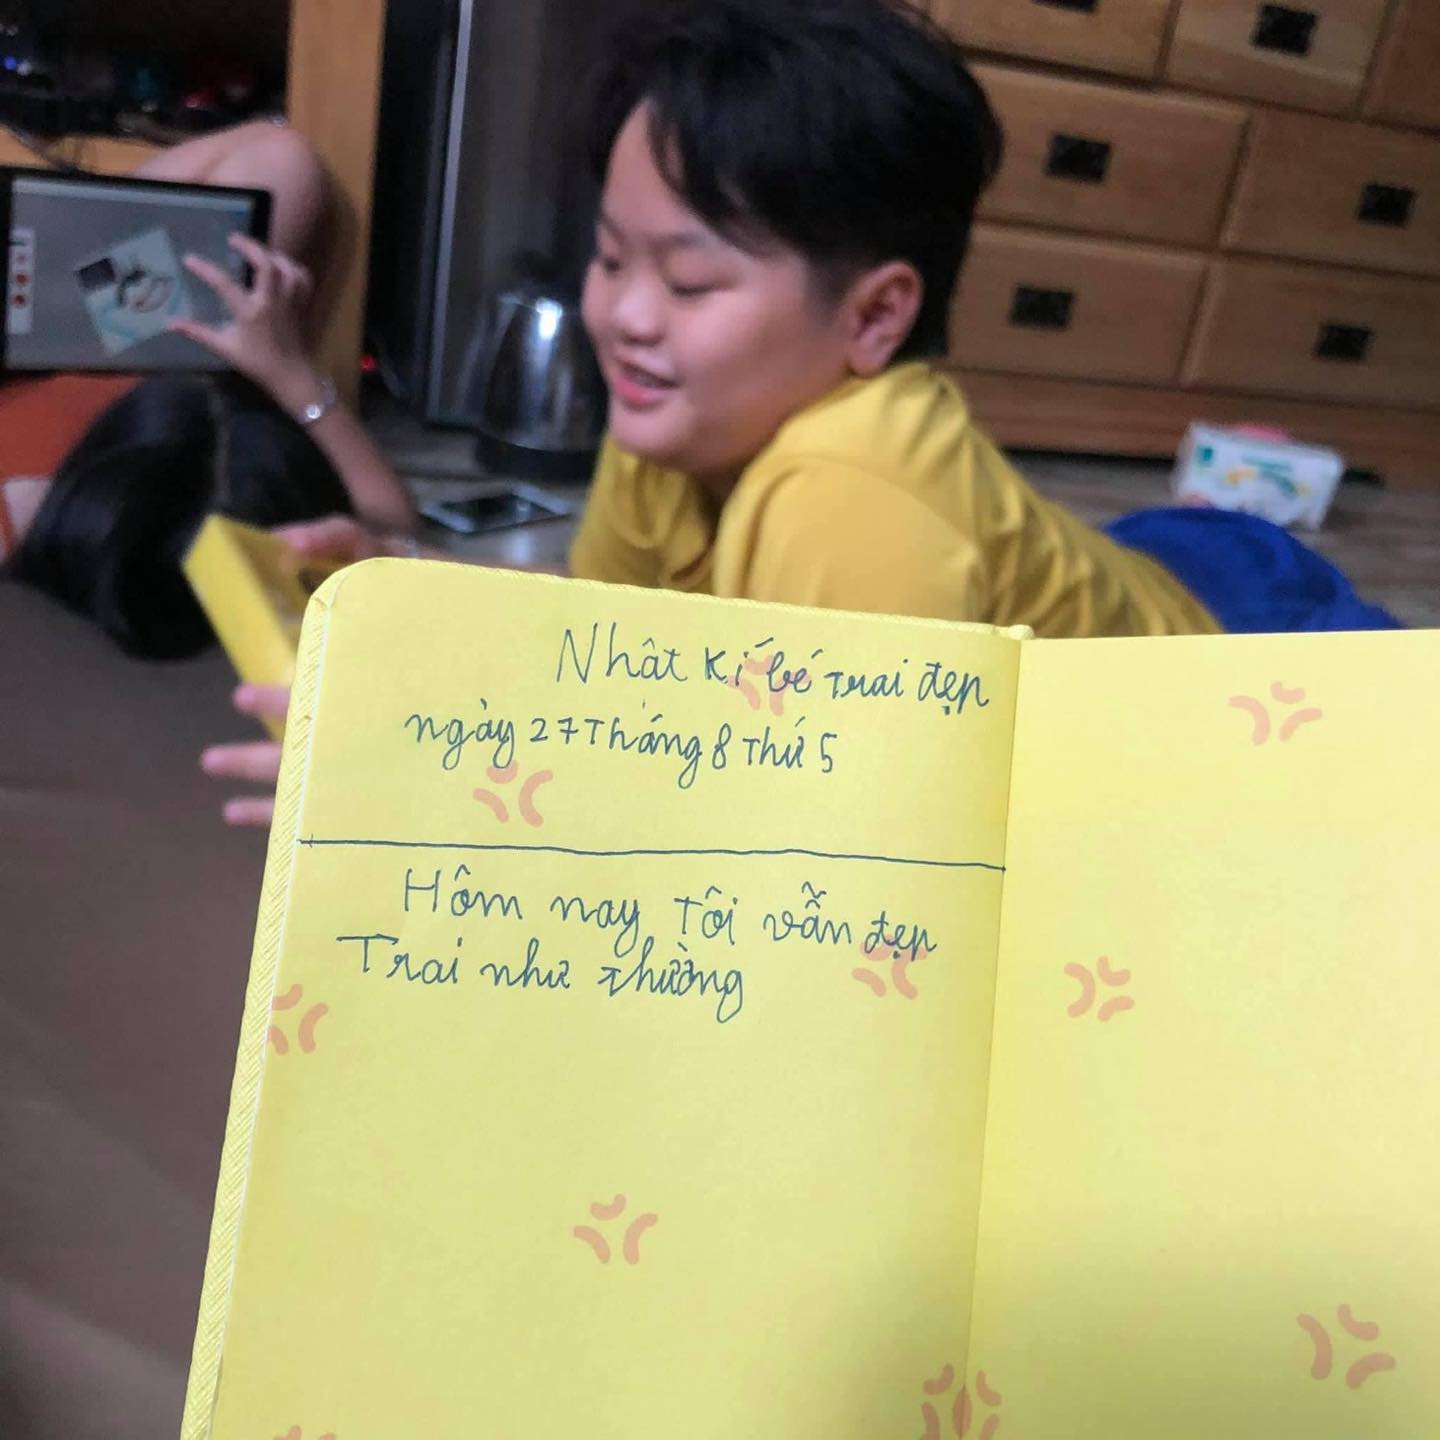 Nhât kí bé trai đẹp
ngày 27 Tháng 8 Thứ 5
Hôm nay Tôi vẫn đẹp
Trai như thường